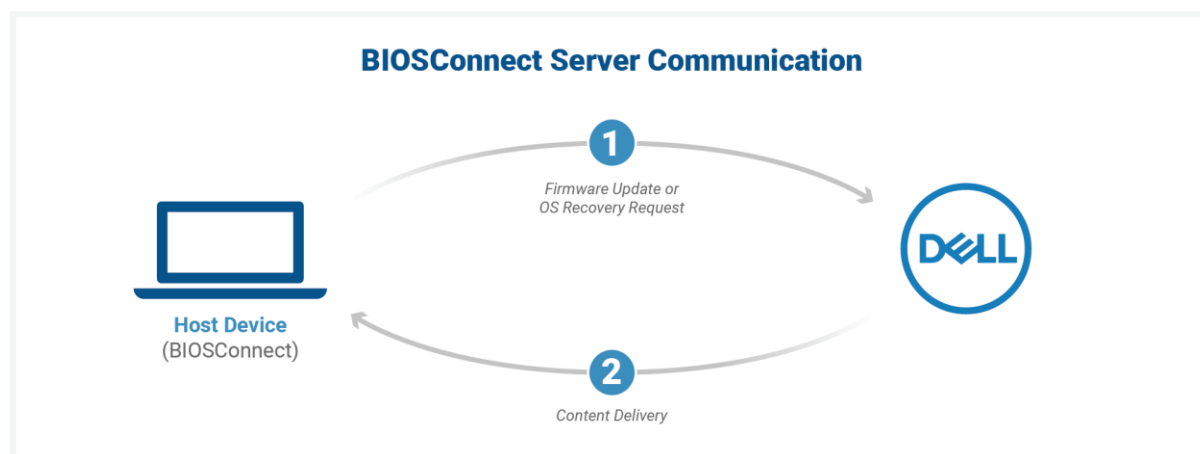 BIOSConnect Server Communication
1
Firmware Update or
OS Recovery Request
DELL
Host Device
(BIOSConnect)
2
Content Delivery